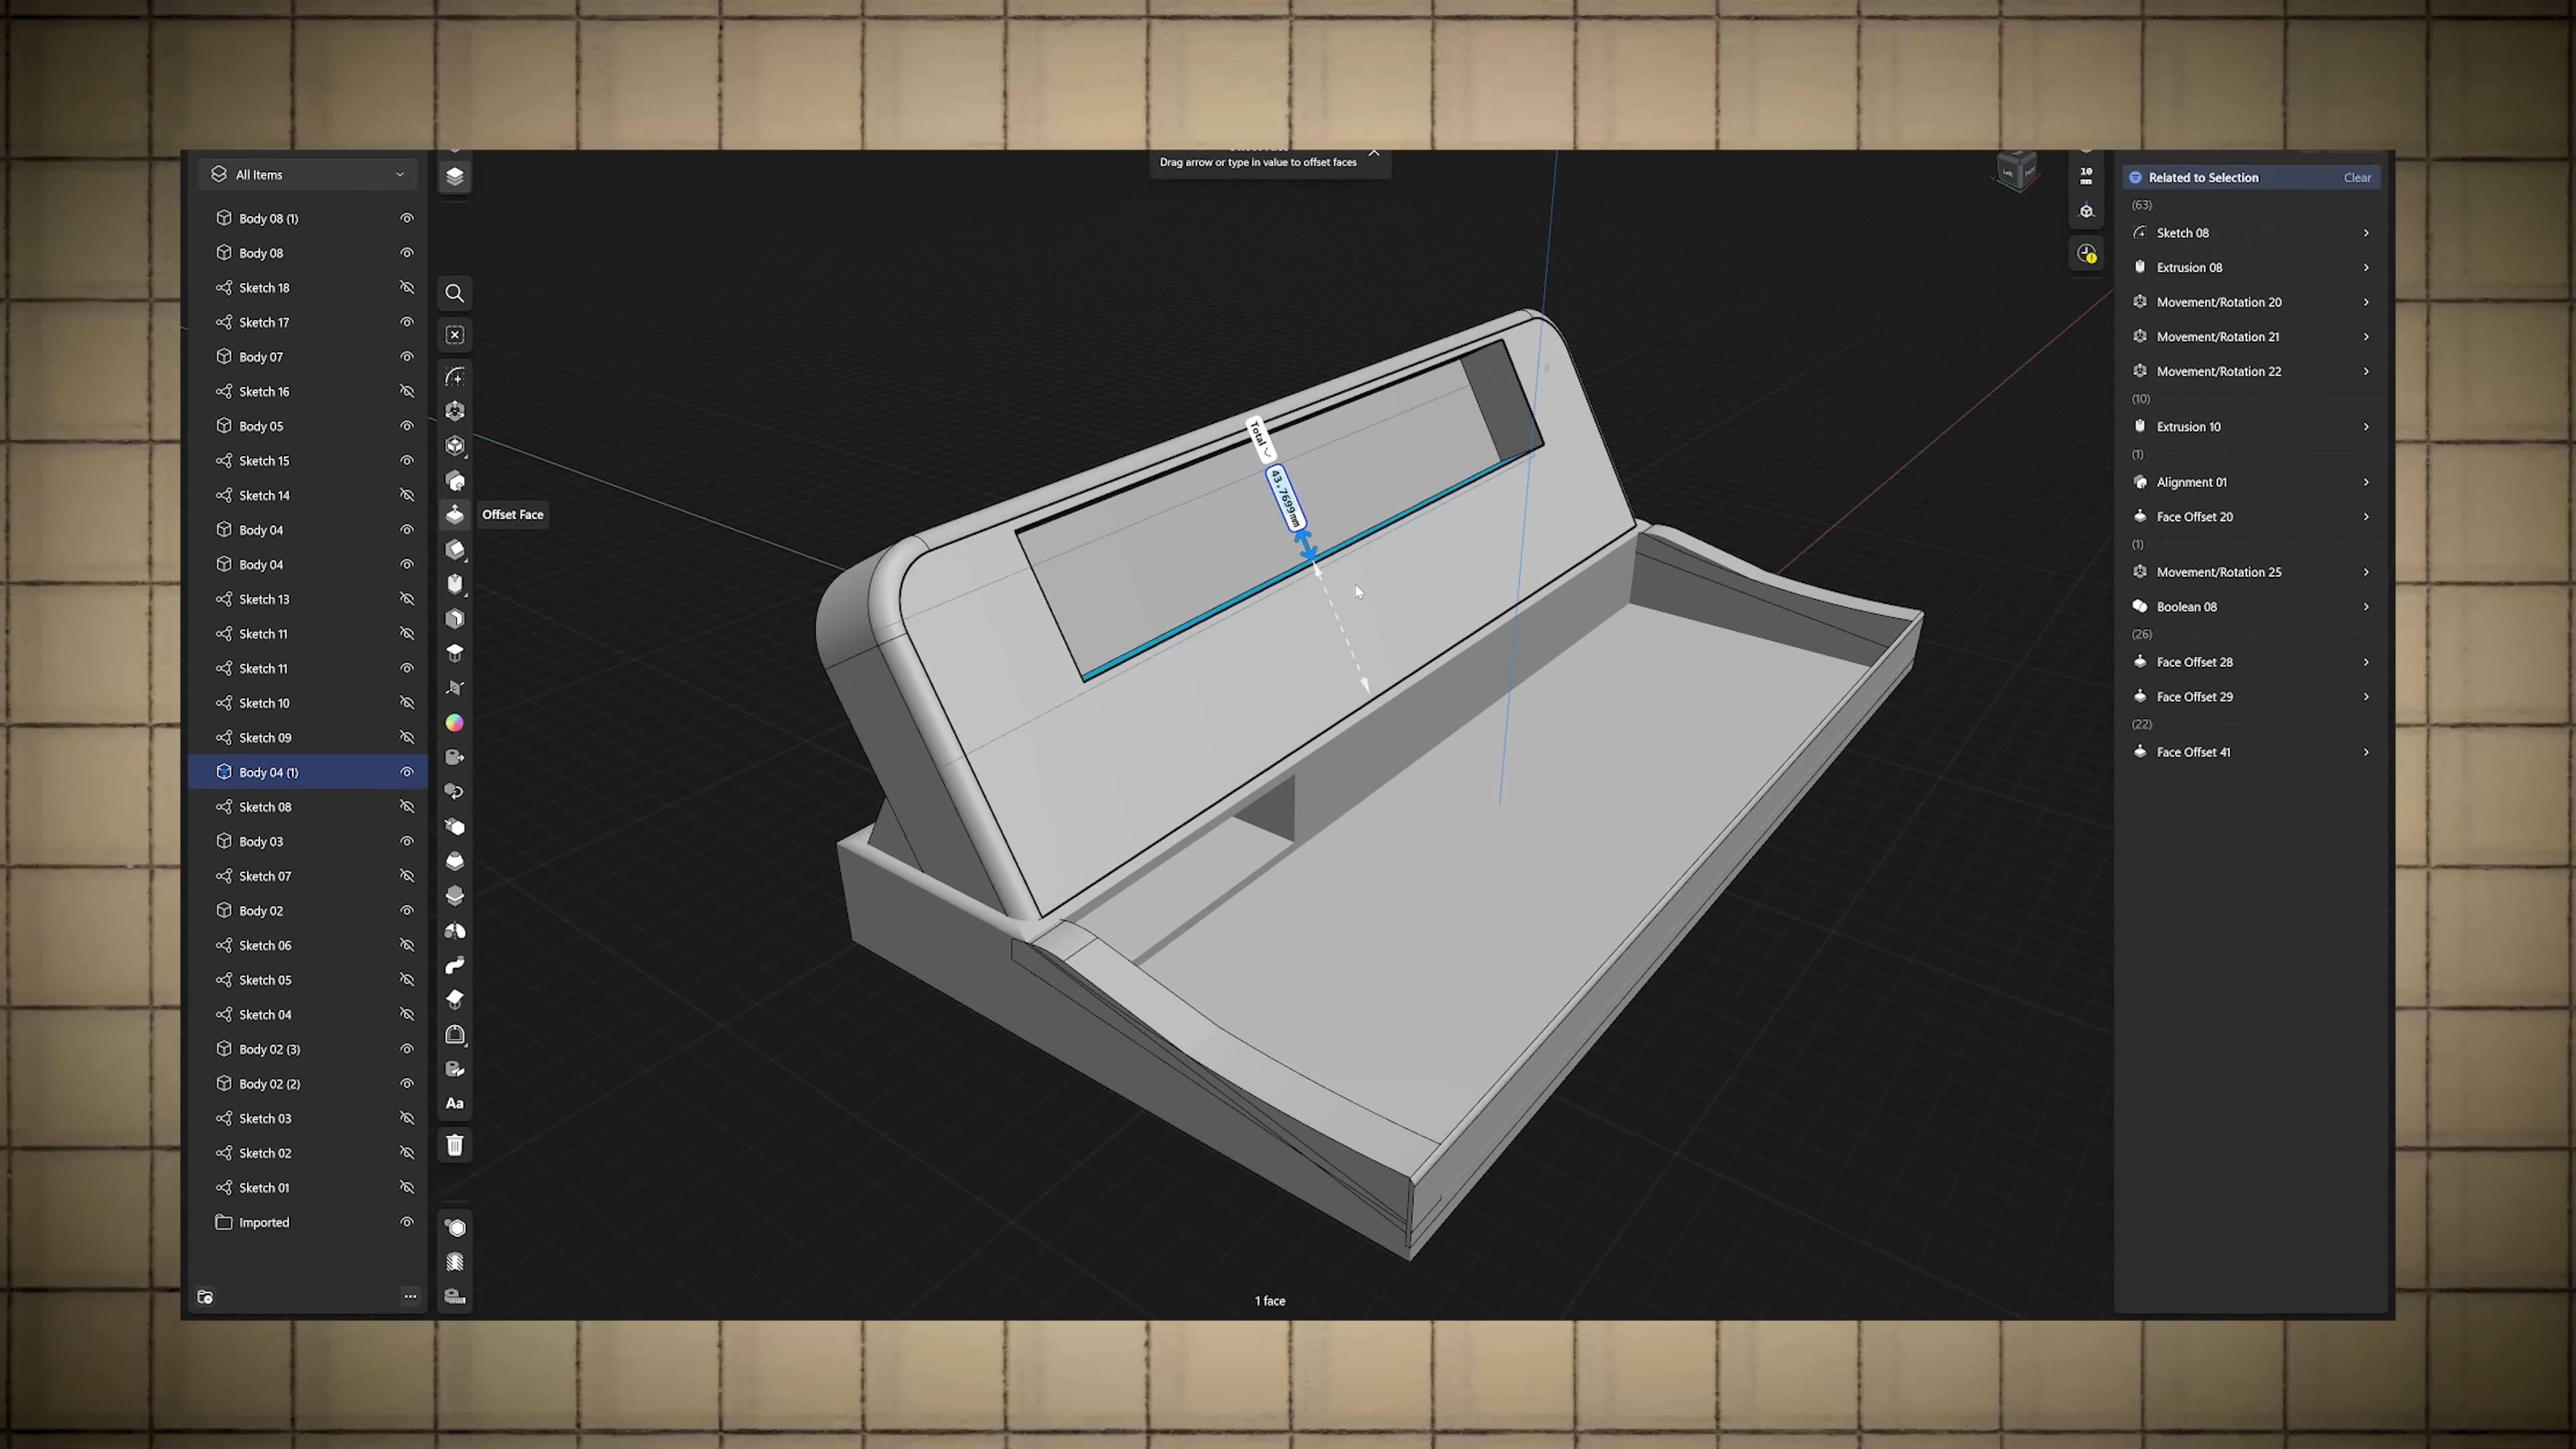 All Items
Body 08 (1)
Body 08
Sketch 18
Sketch 17
Body 07
Sketch 16
Body 05
Sketch 15
Sketch 14
Body 04
Body 04
Sketch 13
Sketch 11
Sketch 11
Sketch 10
Sketch 09
Body 04 (1)
Sketch 08
Body 03
Sketch 07
Body 02
Sketch 06
Sketch 05
Sketch 04
Body 02 (3)
Body 02 (2)
Sketch 03
Sketch 02
Sketch 01
Imported
Offset Face
Aa
Drag arrow or type in value to offset faces
Total
43.7699mm
1 face
Left
10
mm
Related to Selection Clear
(63)
Sketch 08
Extrusion 08
Movement/Rotation 20
Movement/Rotation 21
Movement/Rotation 22
(10)
Extrusion 10
(1)
Alignment 01
Face Offset 20
(1)
Movement/Rotation 25
Boolean 08
(26)
Face Offset 28
Face Offset 29
(22)
Face Offset 41